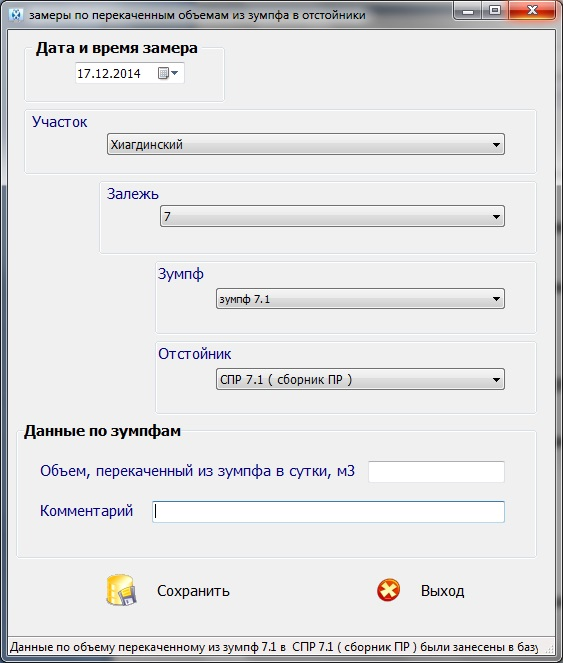 замеры по перекаченным объемам из зумпфа в отстойники
Дата и время замера
17.12.2014
Участок
Хиагдинский
Залежь
7
Зумпф
зумпф 7.1
Отстойник
СПР 7.1 ( сборник ПР )
Данные по зумпфам
Объем, перекаченный из зумпфа в сутки, м3
Комментарий
Сохранить Выход
Данные по объему перекаченному из зумпф 7.1 в СПР 7.1 ( сборник ПР ) были занесены в базу